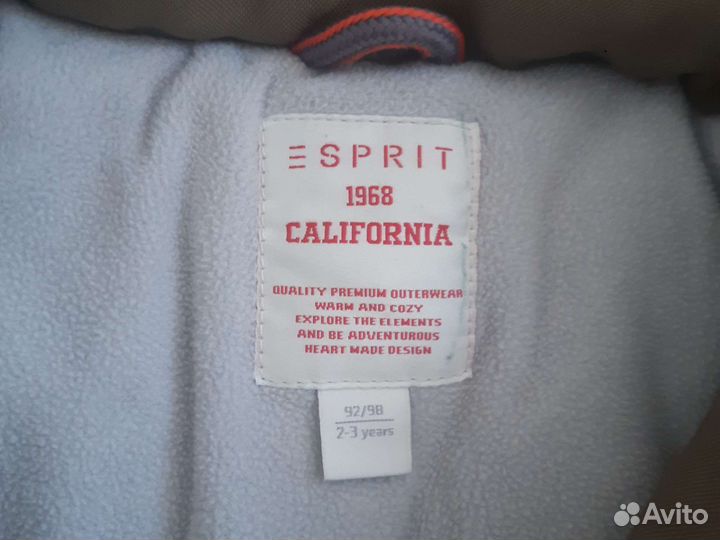 ESPRIT
1968
CALIFORNIA
QUALITY PREMIUM OUTERWEAR
WARM AND COZY
EXPLORE THE ELEMENTS
AND BE ADVENTUROUS
HEART MADE DESIGN
92/98
2-3 years
Avito